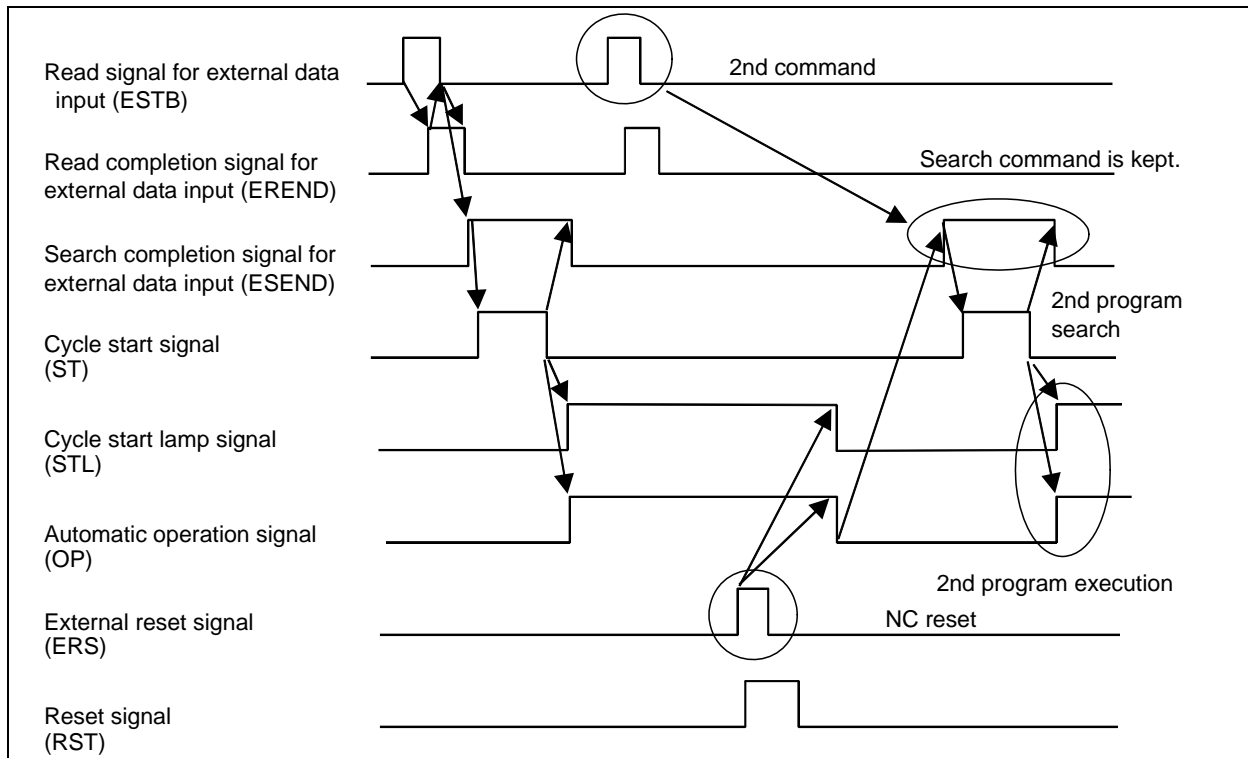 Read signal for external data
input (ESTB)
2nd command
Read completion signal for
external data input (EREND)
Search command is kept.
Search completion signal for
external data input (ESEND)
2nd program
search
Cycle start signal
(ST)
Cycle start lamp signal
(STL)
Automatic operation signal
(OP)
2nd program execution
External reset signal
(ERS)
NC reset
Reset signal
(RST)